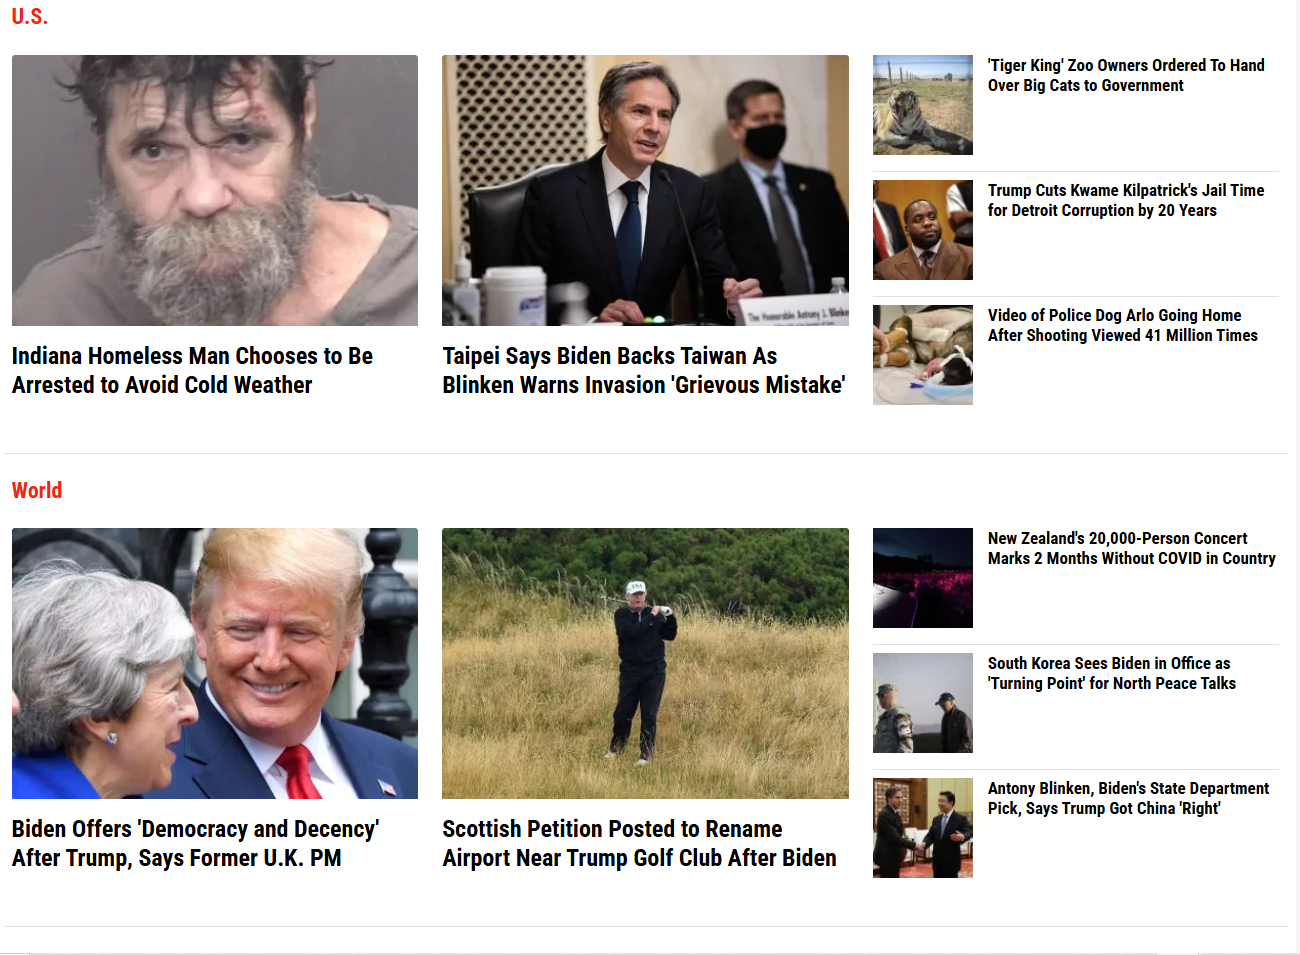 U.S.
Indiana Homeless Man Chooses to Be
Arrested to Avoid Cold Weather
The Honorable Antony J. Blinken
Taipei Says Biden Backs Taiwan As
Blinken Warns Invasion 'Grievous Mistake'
'Tiger King' Zoo Owners Ordered To Hand
Over Big Cats to Government
Trump Cuts Kwame Kilpatrick's Jail Time
for Detroit Corruption by 20 Years
Video of Police Dog Arlo Going Home
After Shooting Viewed 41 Million Times
World
Biden Offers 'Democracy and Decency'
After Trump, Says Former U.K. PM
USA
Scottish Petition Posted to Rename
Airport Near Trump Golf Club After Biden
New Zealand's 20,000-Person Concert
Marks 2 Months Without COVID in Country
South Korea Sees Biden in Office as
'Turning Point' for North Peace Talks
Antony Blinken, Biden's State Department
Pick, Says Trump Got China 'Right'